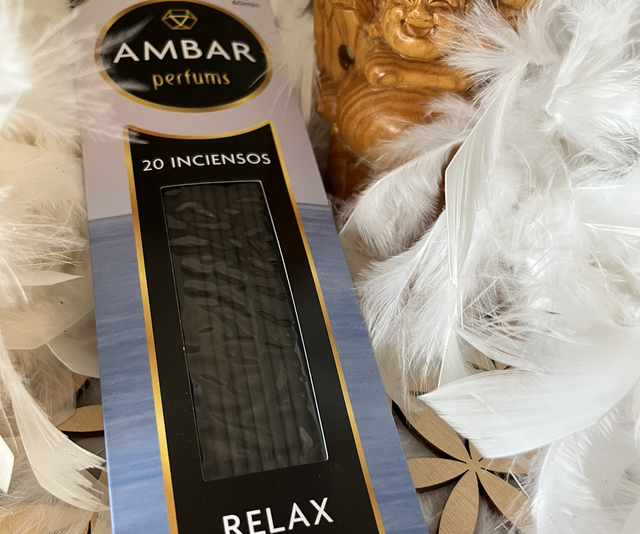 AMBAR
perfums
20 INCIENSOS
RELAX